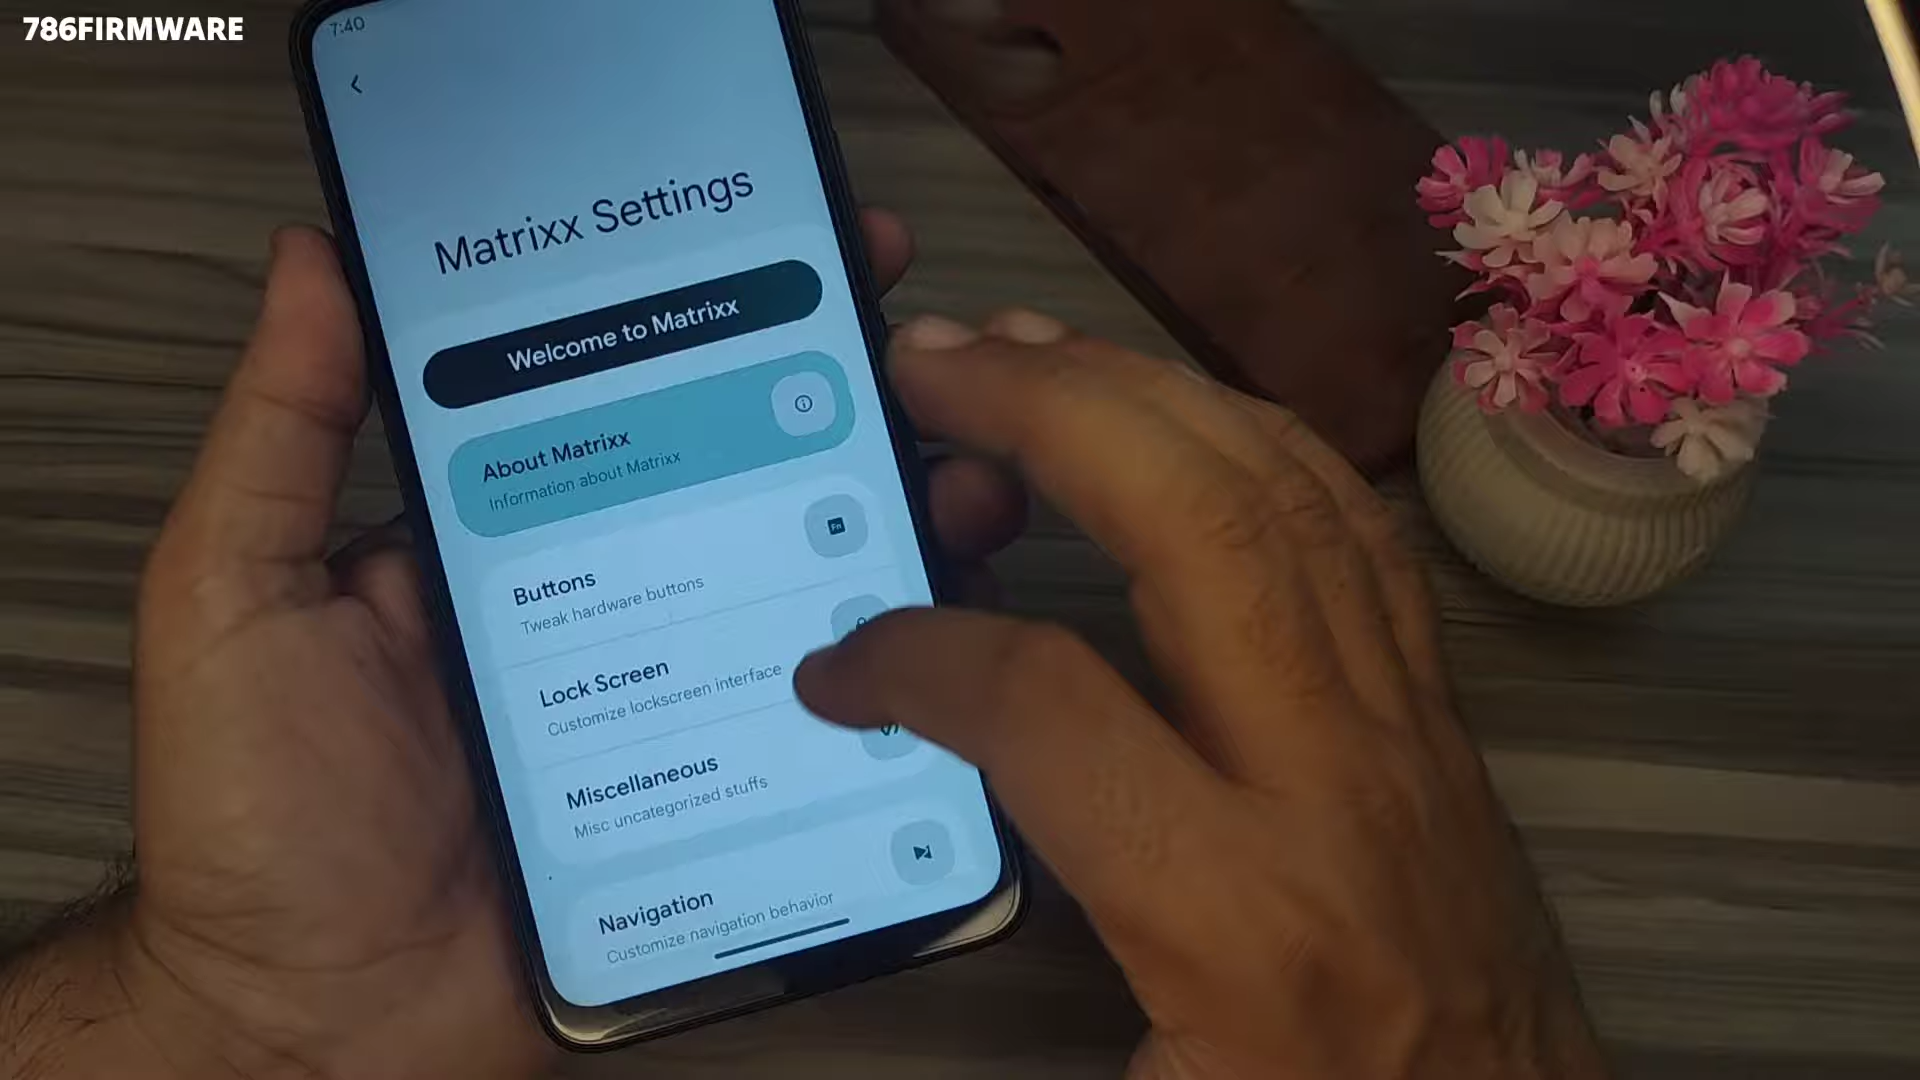 786FIRMWARE
7:40
Matrixx Settings
Welcome to Matrixx
About Matrixx
Information about Matrixx
Fn
Buttons
Tweak hardware buttons
Lock Screen
Customize lockscreen interface
Miscellaneous
Misc uncategorized stuffs
Navigation
Customize navigation behavior